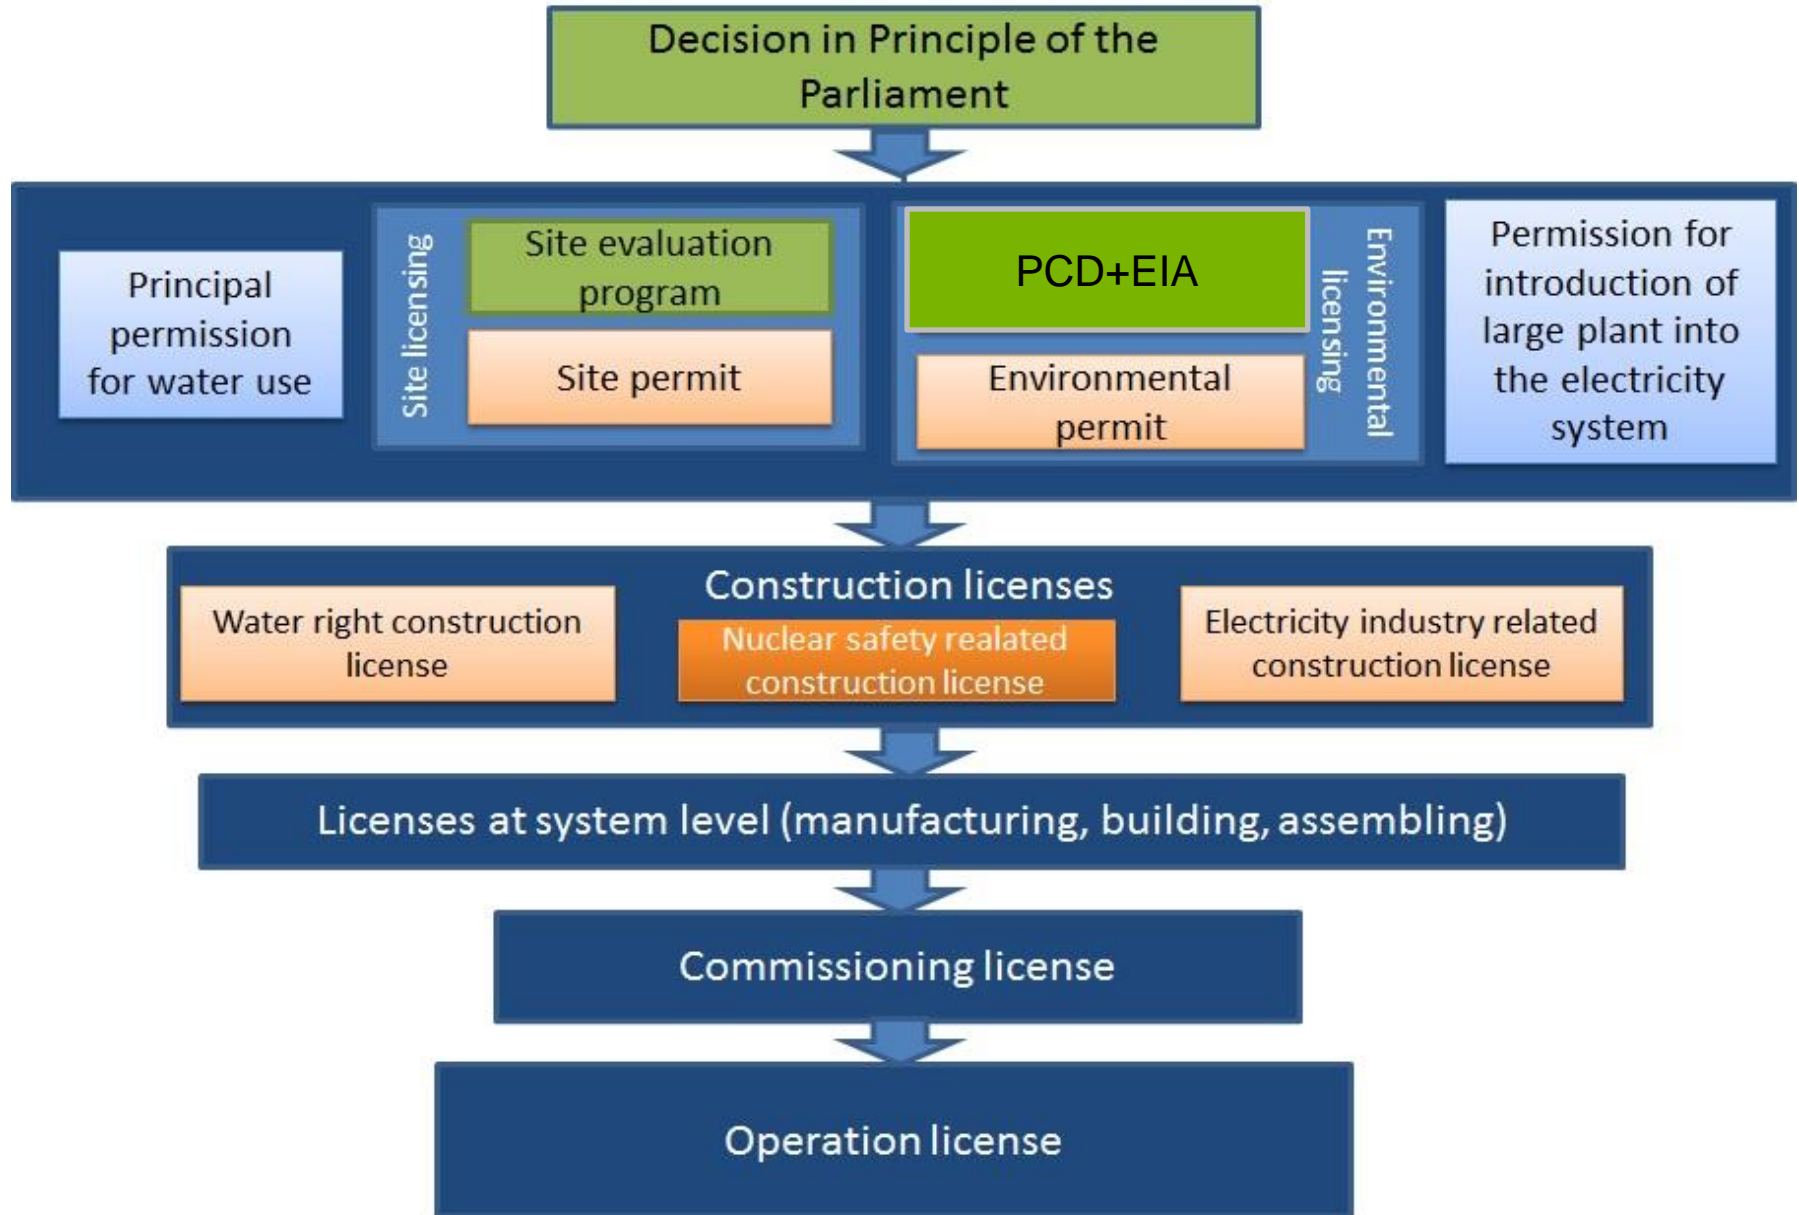 Decision in Principle of the
Parliament
Principal
permission
for water use
Site licensing
Site evaluation
program
Site permit
PCD+EIA
Environmental
permit
Environmental
licensing
Permission for
introduction of
large plant into
the electricity
system
Construction licenses
Water right construction
license
Nuclear safety realated
construction license
Electricity industry related
construction license
Licenses at system level (manufacturing, building, assembling)
Commissioning license
Operation license